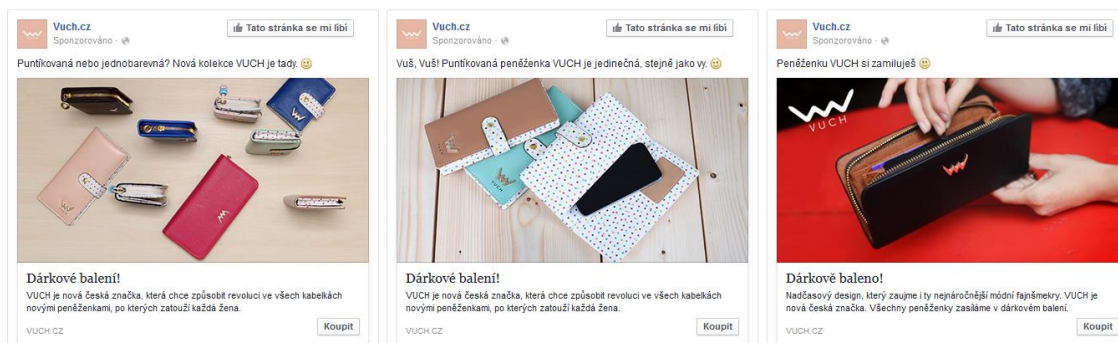 Vuch.cz
Tato stránka se mi líbí
Sponzorováno ·
Puntíkovaná nebo jednobarevná? Nová kolekce VUCH je tady.
Dárkové balení!
VUCH je nová česká značka, která chce způsobit revoluci ve všech kabelkách
novými peněženkami, po kterých zatouží každá žena.
VUCH.CZ
Koupit
Vuch.cz
Tato stránka se mi líbí
Sponzorováno ·
Vuš, Vuš! Puntíkovaná peněženka VUCH je jedinečná, stejně jako vy.
VUCH
VUCH
Dárkové balení!
VUCH je nová česká značka, která chce způsobit revoluci ve všech kabelkách
novými peněženkami, po kterých zatouží každá žena.
VUCH.CZ
Koupit
Vuch.cz
Tato stránka se mi líbí
Sponzorováno ·
Peněženku VUCH si zamiluješ
VUCH
Dárkově baleno!
Nadčasový design, který zaujme i ty nejnáročnější módní fajnšmekry. VUCH je
nová česká značka. Všechny peněženky zasíláme v dárkovém balení.
VUCH.CZ
Koupit